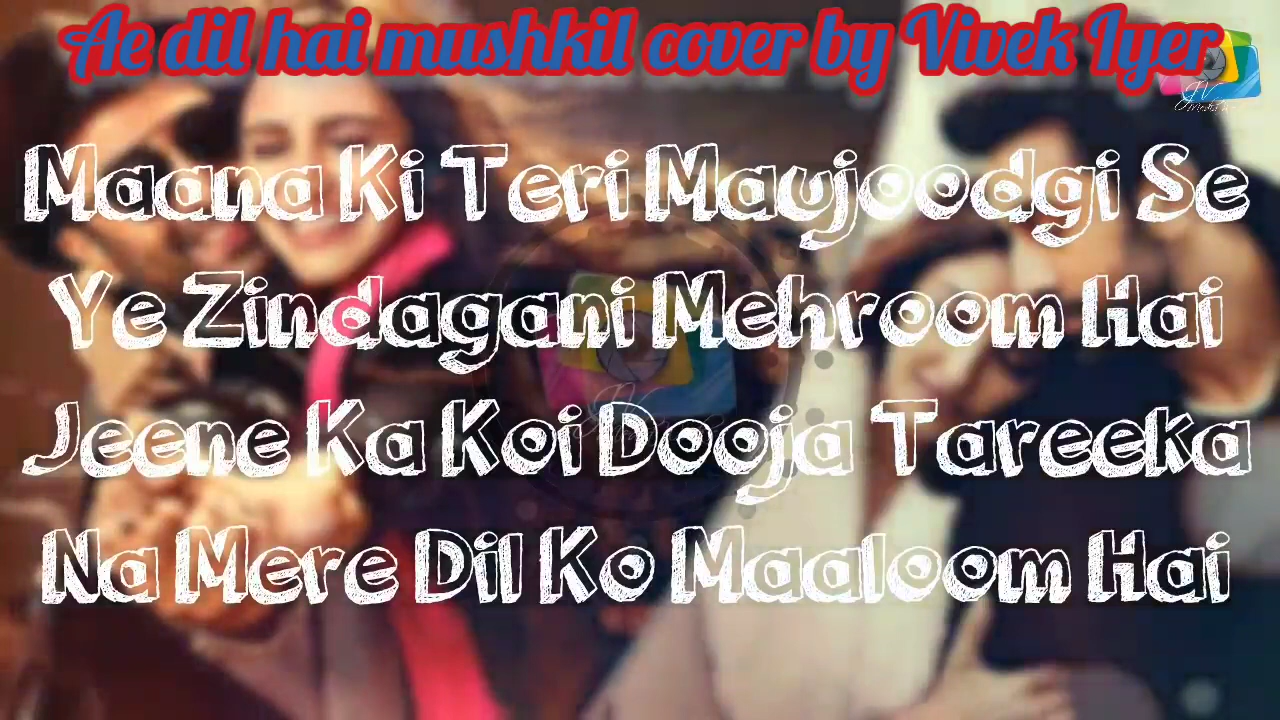 Ae dil hai mushkil cover by Vivek Iyer
Maana Ki Teri Maujoodgi Se
Ye Zindagani Mehroom Hai
Jeene Ka Koi Dooja Tareeka
Na Mere Dil Ko Maaloom Hai